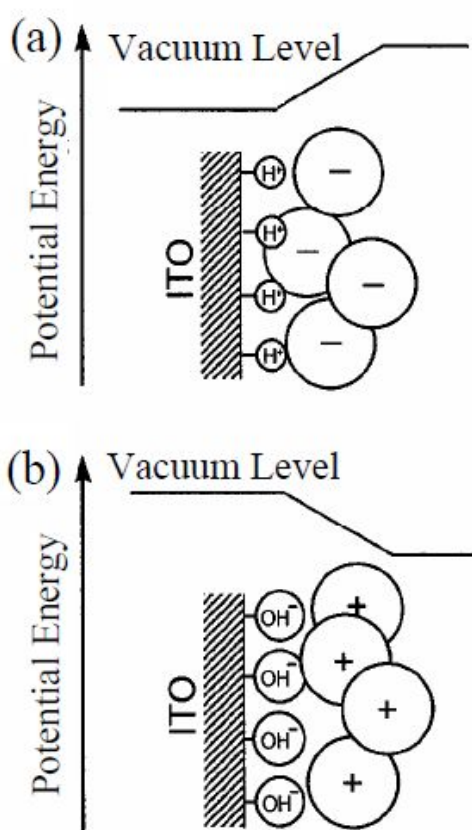 (a)
Vacuum Level
Potential Energy
ITO
H⁺ −
H⁺ −
H⁺ −
H⁺ −
(b)
Vacuum Level
Potential Energy
ITO
OH⁻ +
OH⁻ +
OH⁻ +
OH⁻ +